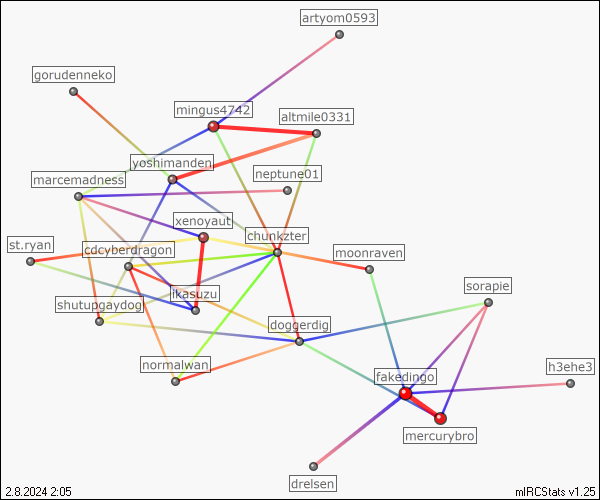 artyom0593
gorudenneko
mingus4742
altmile0331
yoshimanden
neptune01
marcemadness
xenoyaut
chunkzter
st.ryan
cdcyberdragon
moonraven
ikasuzu
sorapie
shutupgaydog
doggerdig
normalwan
h3ehe3
fakedingo
mercurybro
drelsen
2.8.2024 2:05
mIRCStats v1.25